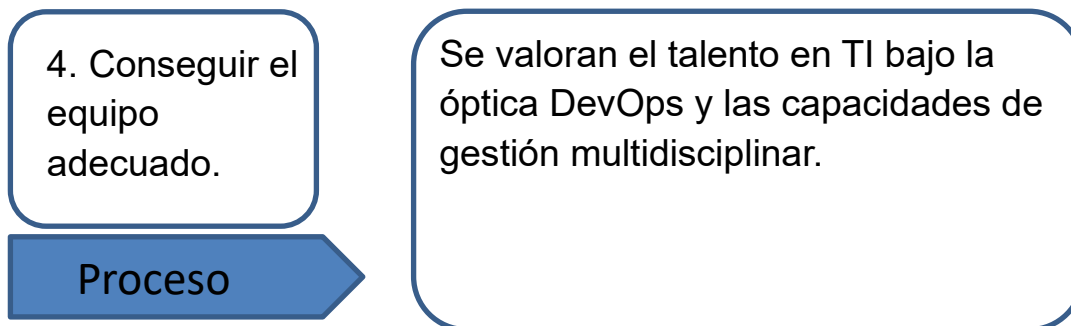 4. Conseguir el
equipo
adecuado.
Proceso
Se valoran el talento en TI bajo la
óptica DevOps y las capacidades de
gestión multidisciplinar.